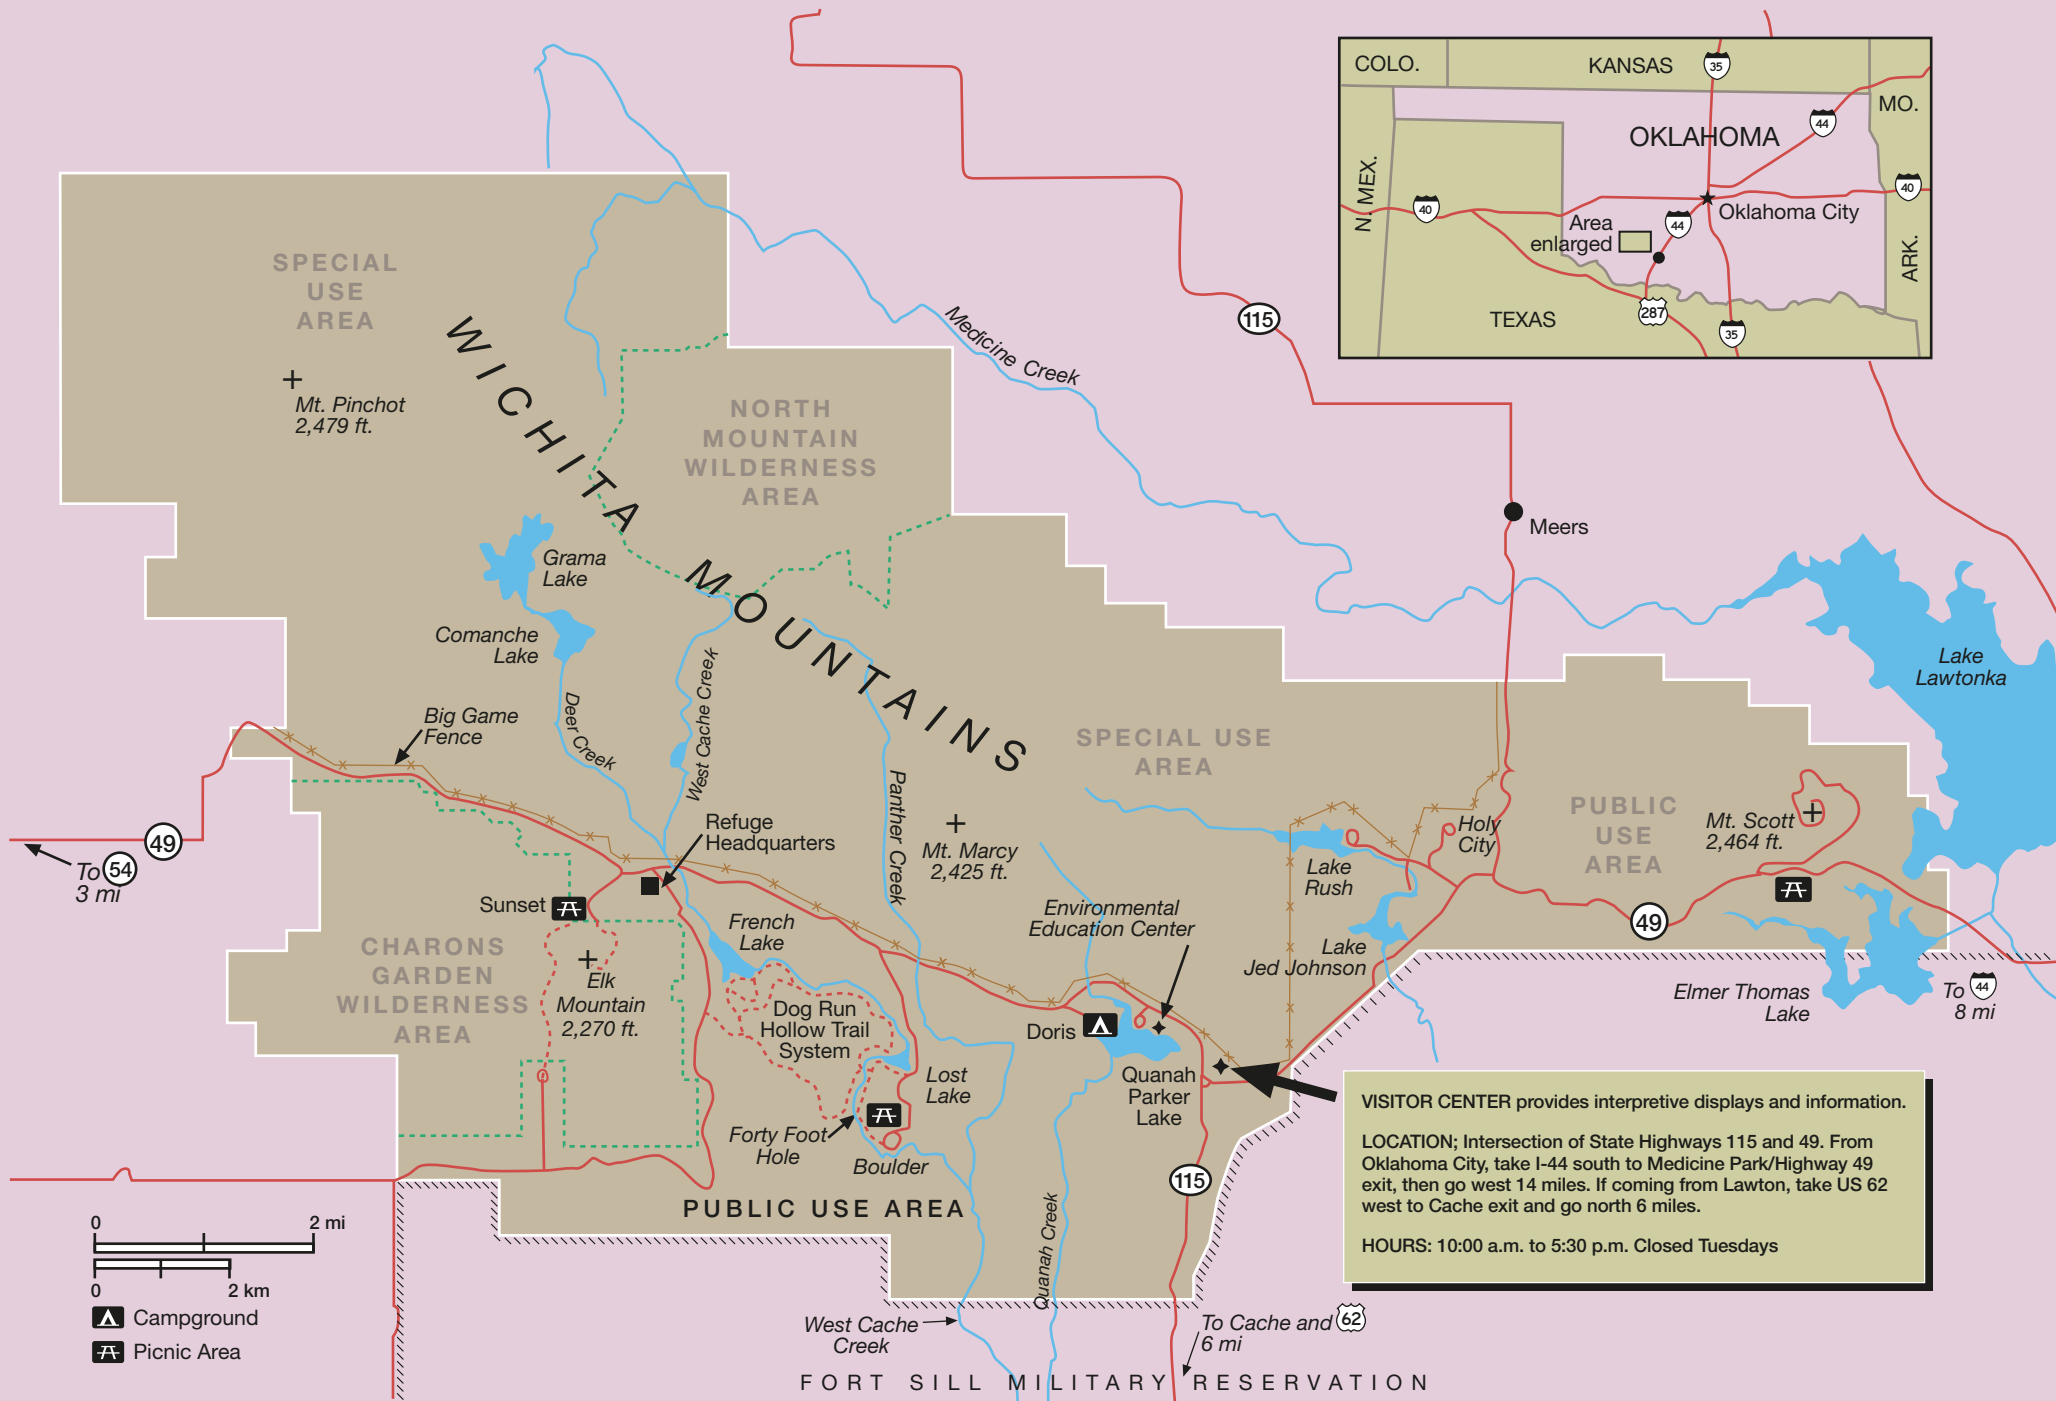 COLO.
KANSAS
35
MO.
44
OKLAHOMA
N. MEX.
40
40
Oklahoma City
Area
enlarged
44
ARK.
287
TEXAS
35
SPECIAL
USE
AREA
Mt. Pinchot
2,479 ft.
WICHITA MOUNTAINS
115
Medicine Creek
NORTH
MOUNTAIN
WILDERNESS
AREA
Meers
Grama
Lake
Comanche
Lake
Lake
Lawtonka
Big Game
Fence
Deer Creek
West Cache Creek
Panther Creek
SPECIAL USE
AREA
PUBLIC
USE
AREA
Mt. Scott
2,464 ft.
Holy
City
49
To 54
3 mi
Refuge
Headquarters
Mt. Marcy
2,425 ft.
Lake
Rush
Sunset
French
Lake
Environmental
Education Center
49
CHARONS
GARDEN
WILDERNESS
AREA
Elk
Mountain
2,270 ft.
Lake
Jed Johnson
Elmer Thomas
Lake
To 44
8 mi
Dog Run
Hollow Trail
System
Doris
Lost
Lake
Quanah
Parker
Lake
Forty Foot
Hole
Boulder
115
PUBLIC USE AREA
Quanah Creek
VISITOR CENTER provides interpretive displays and information.
LOCATION; Intersection of State Highways 115 and 49. From
Oklahoma City, take I-44 south to Medicine Park/Highway 49
exit, then go west 14 miles. If coming from Lawton, take US 62
west to Cache exit and go north 6 miles.
HOURS: 10:00 a.m. to 5:30 p.m. Closed Tuesdays
0 2 mi
0 2 km
Campground
Picnic Area
West Cache
Creek
To Cache and 62
6 mi
FORT SILL MILITARY RESERVATION